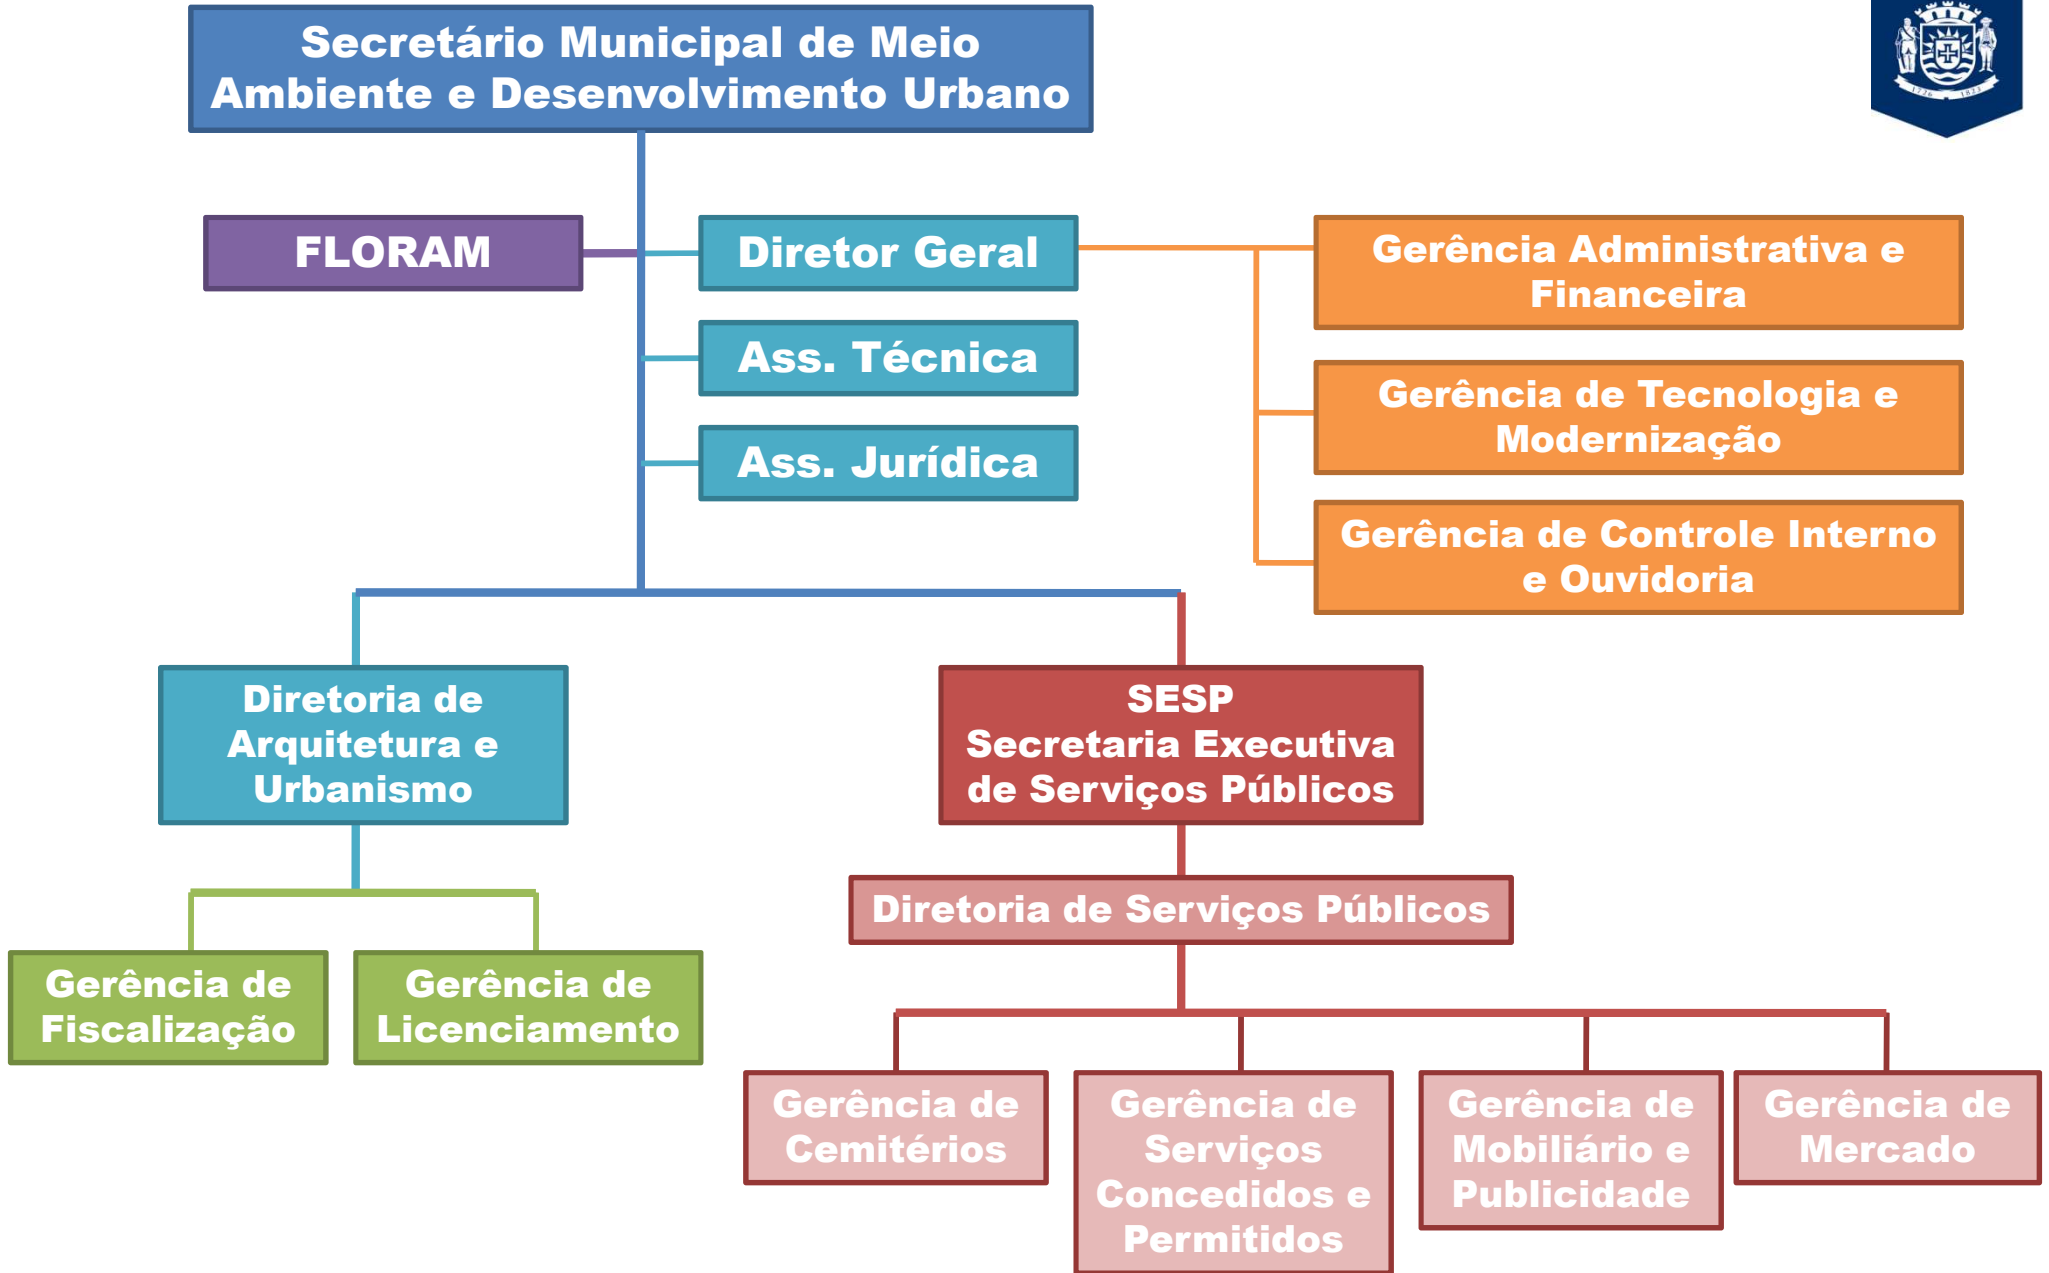 Secretário Municipal de Meio
Ambiente e Desenvolvimento Urbano
1726 1823
FLORAM
Diretor Geral
Ass. Técnica
Ass. Jurídica
Gerência Administrativa e
Financeira
Gerência de Tecnologia e
Modernização
Gerência de Controle Interno
e Ouvidoria
Diretoria de
Arquitetura e
Urbanismo
SESP
Secretaria Executiva
de Serviços Públicos
Diretoria de Serviços Públicos
Gerência de
Fiscalização
Gerência de
Licenciamento
Gerência de
Cemitérios
Gerência de
Serviços
Concedidos e
Permitidos
Gerência de
Mobiliário e
Publicidade
Gerência de
Mercado